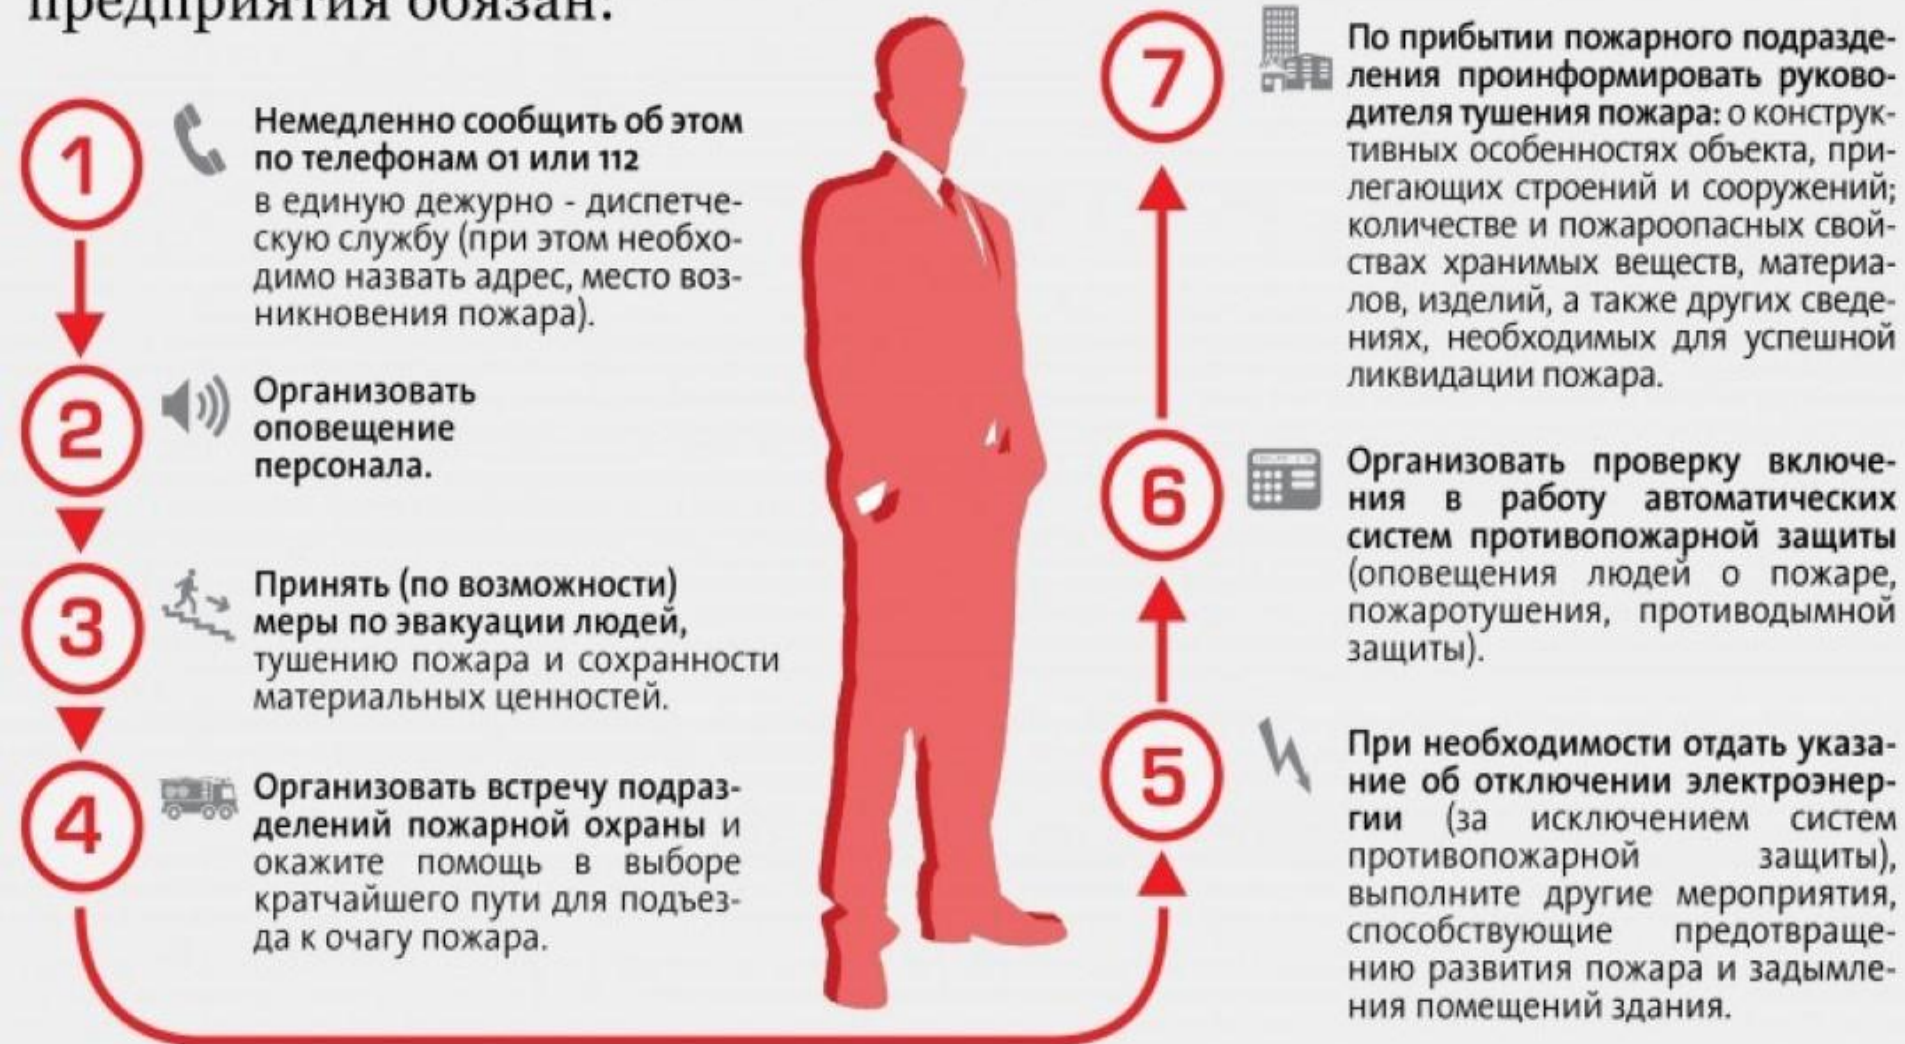 предприятия обязан:
1
Немедленно сообщить об этом
по телефонам 01 или 112
в единую дежурно - диспетче-
скую службу (при этом необхо-
димо назвать адрес, место воз-
никновения пожара).
2
Организовать
оповещение
персонала.
3
Принять (по возможности)
меры по эвакуации людей,
тушению пожара и сохранности
материальных ценностей.
4
Организовать встречу подраз-
делений пожарной охраны и
окажите помощь в выборе
кратчайшего пути для подъез-
да к очагу пожара.
5
При необходимости отдать указа-
ние об отключении электроэнер-
гии (за исключением систем
противопожарной защиты),
выполните другие мероприятия,
способствующие предотвраще-
нию развития пожара и задымле-
ния помещений здания.
6
Организовать проверку включе-
ния в работу автоматических
систем противопожарной защиты
(оповещения людей о пожаре,
пожаротушения, противодымной
защиты).
7
По прибытии пожарного подразде-
ления проинформировать руково-
дителя тушения пожара: о конструк-
тивных особенностях объекта, при-
легающих строений и сооружений;
количестве и пожароопасных свой-
ствах хранимых веществ, материа-
лов, изделий, а также других сведе-
ниях, необходимых для успешной
ликвидации пожара.